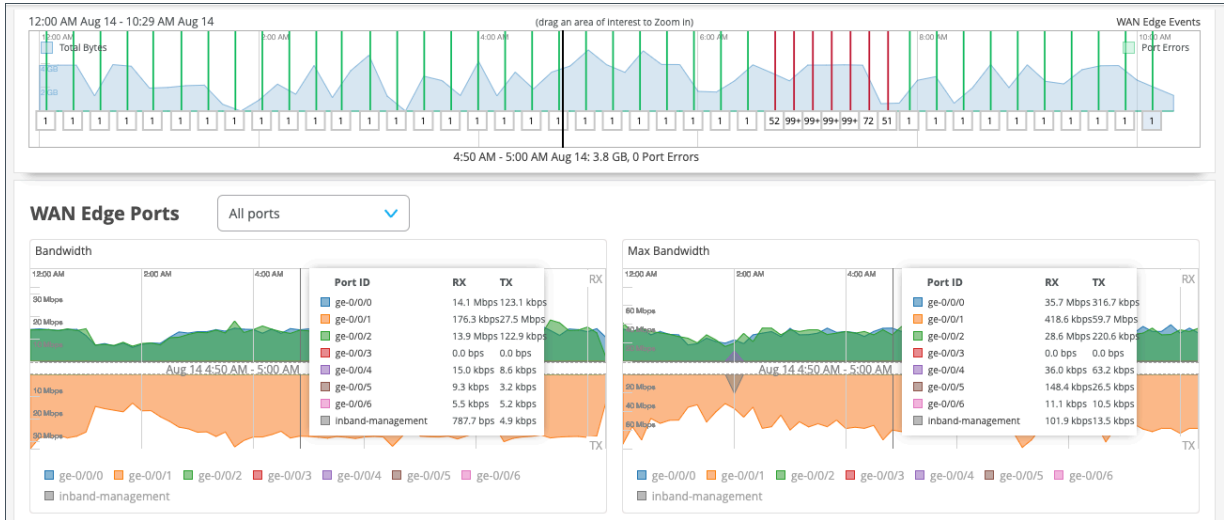 12:00 AM Aug 14 - 10:29 AM Aug 14 (drag an area of interest to Zoom in) WAN Edge Events
12:00 AM 2:00 AM 4:00 AM 6:00 AM 8:00 AM 10:00 AM
Total Bytes Port Errors
4 GB
2 GB
1 1 1 1 1 1 1 1 1 1 1 1 1 1 1 1 1 1 1 1 1 1 1 1 1 1 1 52 99+ 99+ 99+ 99+ 72 51 1 1 1 1 1 1 1 1 1 1
4:50 AM - 5:00 AM Aug 14: 3.8 GB, 0 Port Errors
WAN Edge Ports All ports
Bandwidth
12:00 AM 2:00 AM 4:00 AM
RX
30 Mbps
20 Mbps
10 Mbps
Aug 14 4:50 AM - 5:00 AM
10 Mbps
20 Mbps
30 Mbps
TX
Port ID RX TX
ge-0/0/0 14.1 Mbps 123.1 kbps
ge-0/0/1 176.3 kbps 27.5 Mbps
ge-0/0/2 13.9 Mbps 122.9 kbps
ge-0/0/3 0.0 bps 0.0 bps
ge-0/0/4 15.0 kbps 8.6 kbps
ge-0/0/5 9.3 kbps 3.2 kbps
ge-0/0/6 5.5 kbps 5.2 kbps
inband-management 787.7 bps 4.9 kbps
ge-0/0/0 ge-0/0/1 ge-0/0/2 ge-0/0/3 ge-0/0/4 ge-0/0/5 ge-0/0/6
inband-management
Max Bandwidth
12:00 AM 2:00 AM 4:00 AM
RX
60 Mbps
Aug 14 4:50 AM - 5:00 AM
20 Mbps
40 Mbps
60 Mbps
TX
Port ID RX TX
ge-0/0/0 35.7 Mbps 316.7 kbps
ge-0/0/1 418.6 kbps 59.7 Mbps
ge-0/0/2 28.6 Mbps 220.6 kbps
ge-0/0/3 0.0 bps 0.0 bps
ge-0/0/4 36.0 kbps 63.2 kbps
ge-0/0/5 148.4 kbps 26.5 kbps
ge-0/0/6 11.1 kbps 10.5 kbps
inband-management 101.9 kbps 13.5 kbps
ge-0/0/0 ge-0/0/1 ge-0/0/2 ge-0/0/3 ge-0/0/4 ge-0/0/5 ge-0/0/6
inband-management